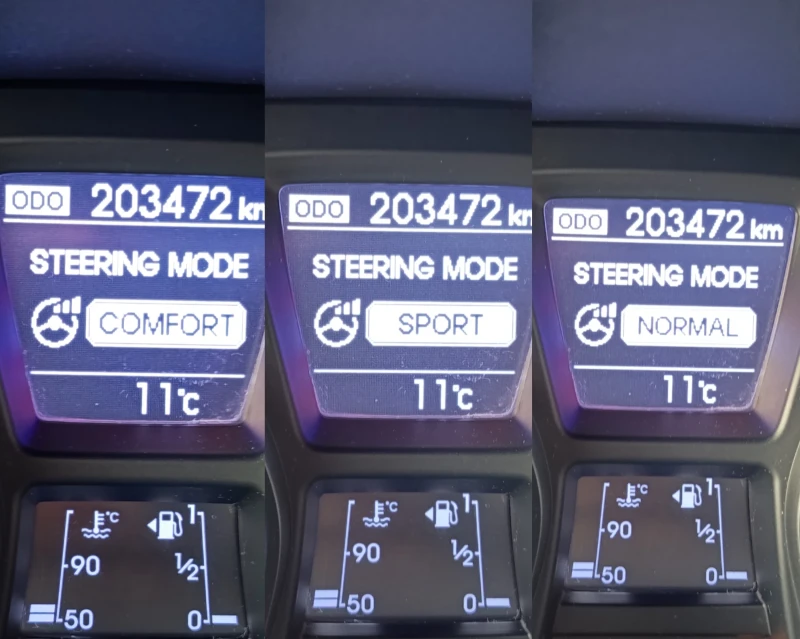 ODO 203472 km
STEERING MODE
COMFORT
11°C
°C 1
90 1/2
50 0
ODO 203472 km
STEERING MODE
SPORT
11°C
°C 1
90 1/2
50 0
ODO 203472 km
STEERING MODE
NORMAL
11°C
°C 1
90 1/2
50 0